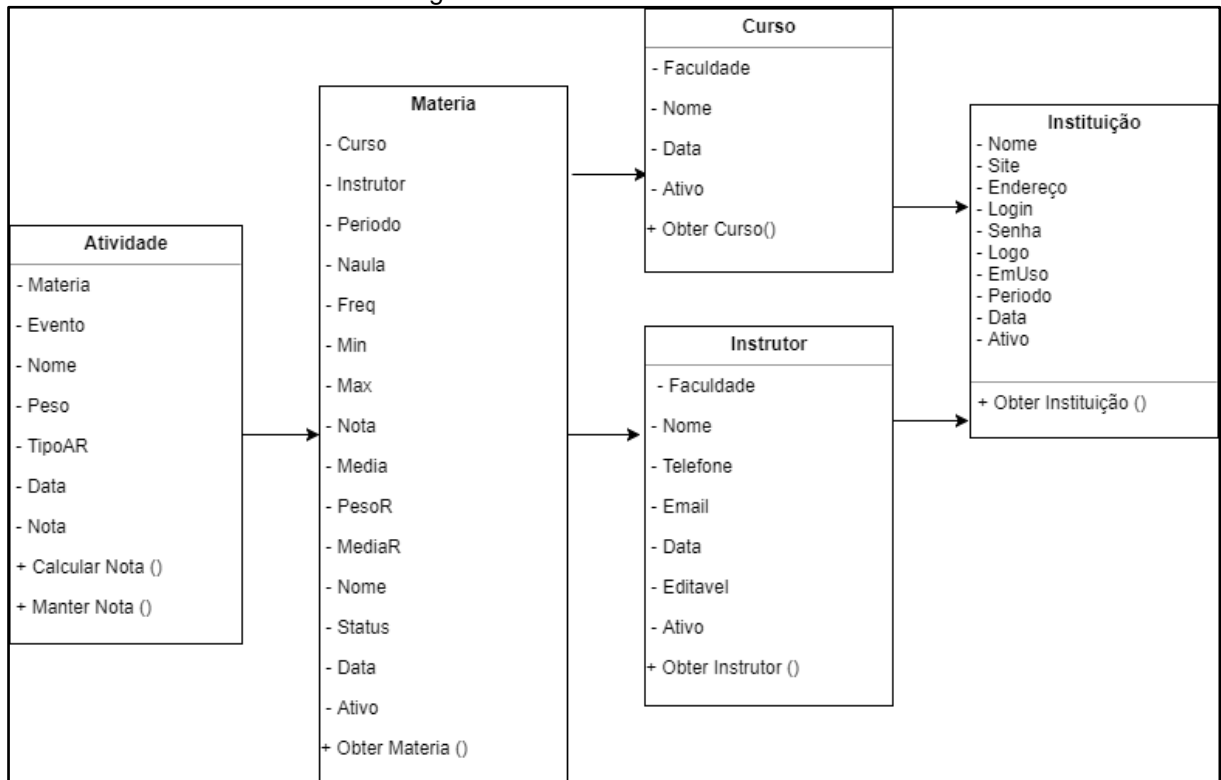 Atividade
- Materia
- Evento
- Nome
- Peso
- TipoAR
- Data
- Nota
+ Calcular Nota ()
+ Manter Nota ()
Materia
- Curso
- Instrutor
- Periodo
- Naula
- Freq
- Min
- Max
- Nota
- Media
- PesoR
- MediaR
- Nome
- Status
- Data
- Ativo
+ Obter Materia ()
Curso
- Faculdade
- Nome
- Data
- Ativo
+ Obter Curso()
Instrutor
- Faculdade
- Nome
- Telefone
- Email
- Data
- Editavel
- Ativo
+ Obter Instrutor ()
Instituição
- Nome
- Site
- Endereço
- Login
- Senha
- Logo
- EmUso
- Periodo
- Data
- Ativo
+ Obter Instituição ()